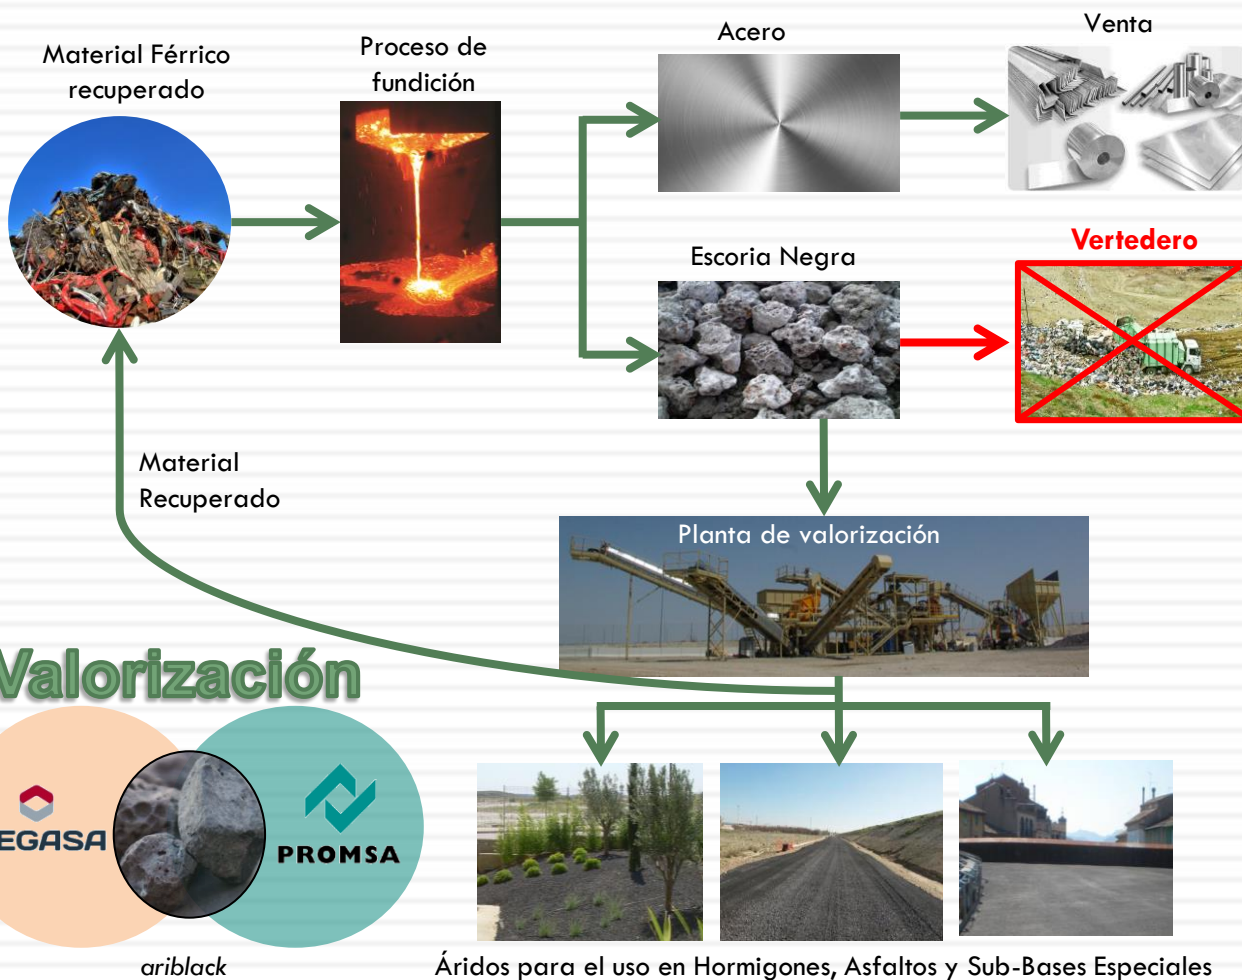 Material Férrico
recuperado
Proceso de
fundición
Acero
Venta
Escoria Negra
Vertedero
Material
Recuperado
Planta de valorización
Valorización
EGASA
PROMSA
ariblack
Áridos para el uso en Hormigones, Asfaltos y Sub-Bases Especiales